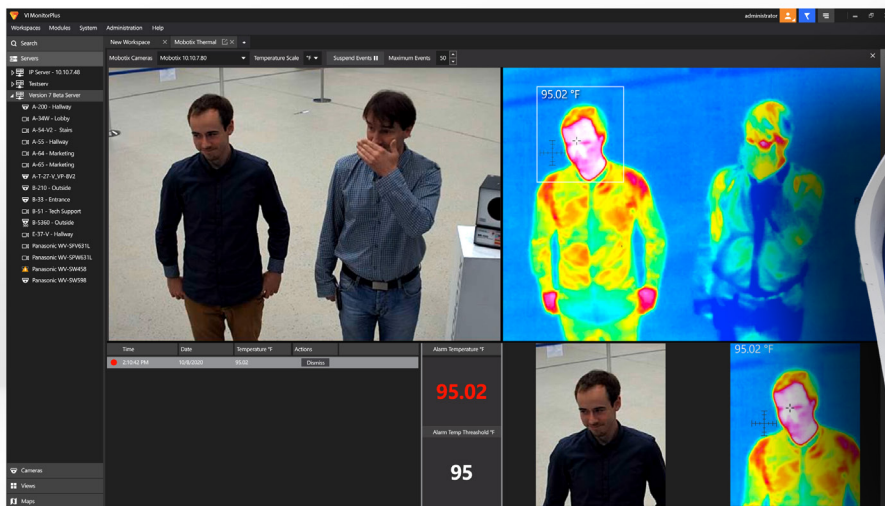 VI MonitorPlus
administrator
Workspaces Modules System Administration Help
Search
New Workspace × Mobotix Thermal × +
Servers
Mobotix Cameras Mobotix 10.10.7.80 Temperature Scale °F Suspend Events Maximum Events 50
IP Server - 10.10.7.48
Testserv
Version 7 Beta Server
A-200 - Hallway
A-34W - Lobby
A-54-V2 - Stairs
A-55 - Hallway
A-64 - Marketing
A-65 - Marketing
A-T-27-V_VP-BV2
B-210 - Outside
B-33 - Entrance
B-51 - Tech Support
B-5360 - Outside
E-37-V - Hallway
Panasonic WV-SFV631L
Panasonic WV-SPW631L
Panasonic WV-SW458
Panasonic WV-SW598
95.02 °F
Time Date Temperature °F Actions
2:10:42 PM 10/8/2020 95.02 Dismiss
Alarm Temperature °F
95.02
Alarm Temp Threashold °F
95
95.02 °F
Cameras
Views
Maps